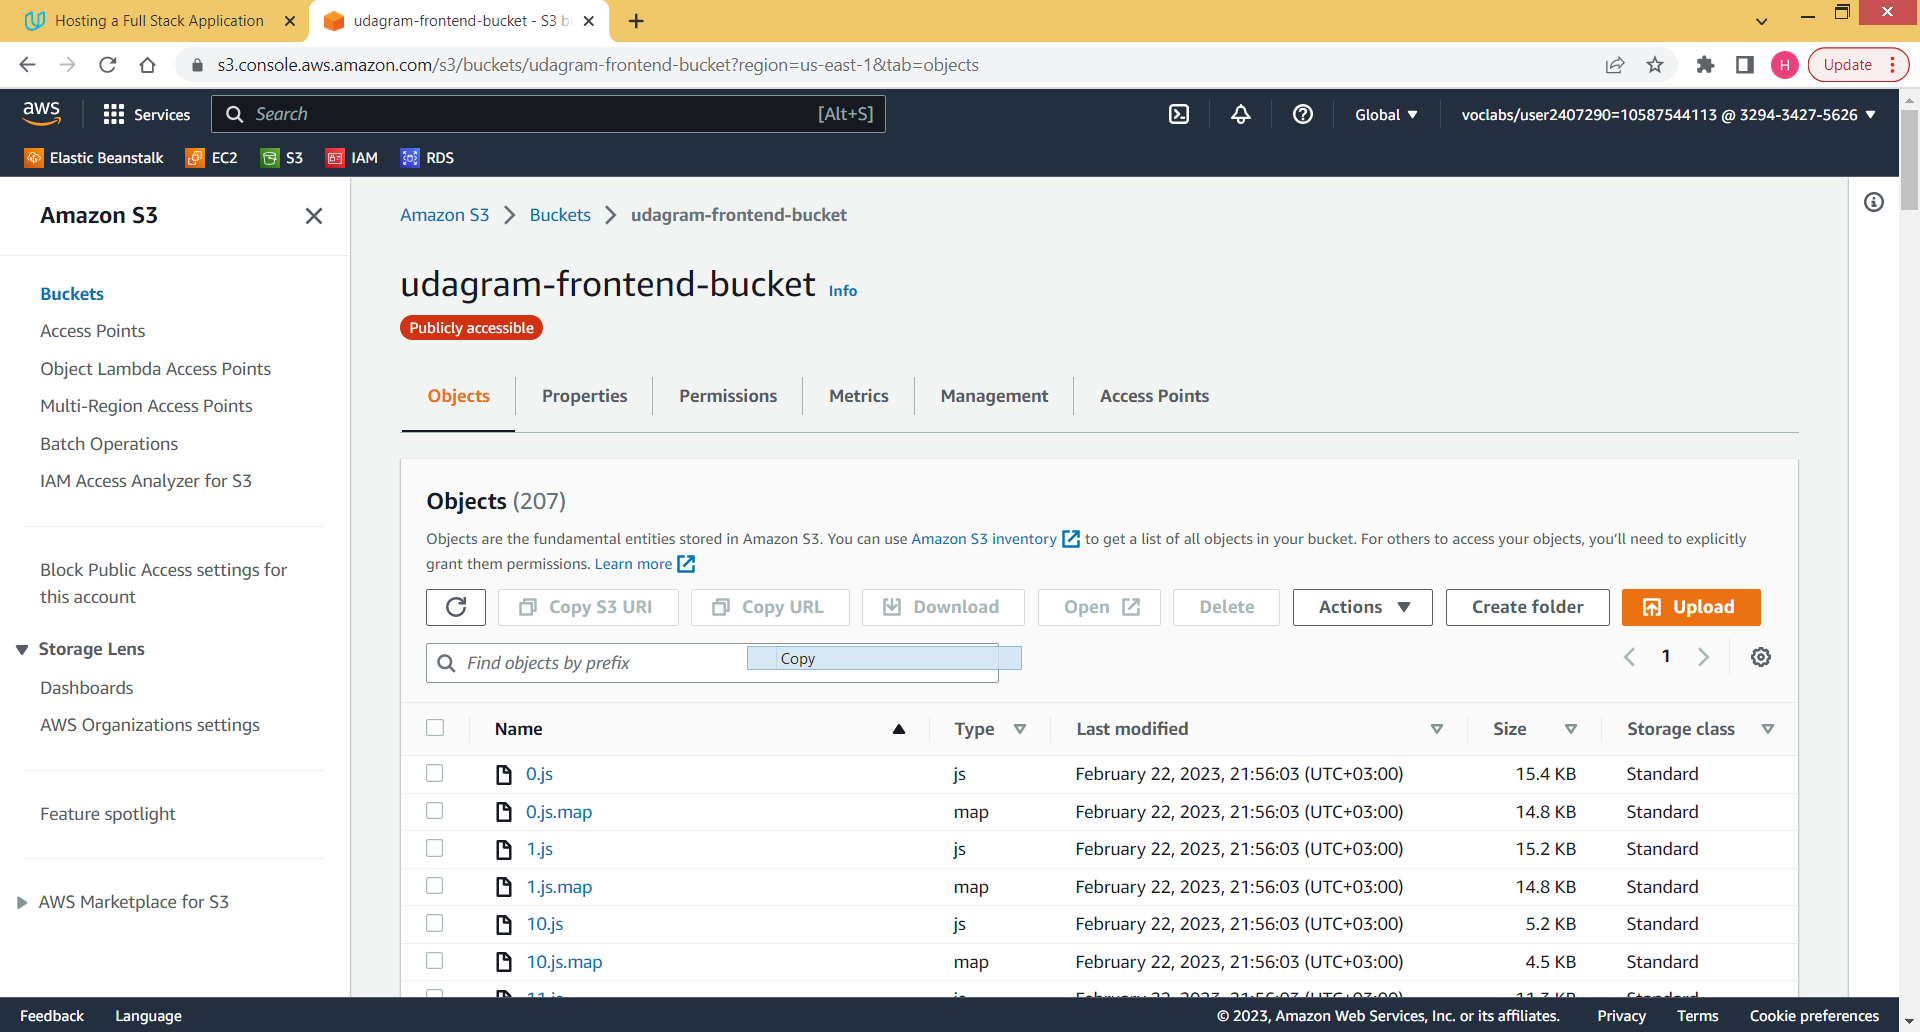 Hosting a Full Stack Application
udagram-frontend-bucket - S3 b
s3.console.aws.amazon.com/s3/buckets/udagram-frontend-bucket?region=us-east-1&tab=objects
H
Update
aws
Services
Search
[Alt+S]
Global
voclabs/user2407290=10587544113 @ 3294-3427-5626
Elastic Beanstalk
EC2
S3
IAM
RDS
Amazon S3
Buckets
Access Points
Object Lambda Access Points
Multi-Region Access Points
Batch Operations
IAM Access Analyzer for S3
Block Public Access settings for
this account
Storage Lens
Dashboards
AWS Organizations settings
Feature spotlight
AWS Marketplace for S3
Amazon S3 > Buckets > udagram-frontend-bucket
udagram-frontend-bucket Info
Publicly accessible
Objects
Properties
Permissions
Metrics
Management
Access Points
Objects (207)
Objects are the fundamental entities stored in Amazon S3. You can use Amazon S3 inventory to get a list of all objects in your bucket. For others to access your objects, you'll need to explicitly
grant them permissions. Learn more
Copy S3 URI
Copy URL
Download
Open
Delete
Actions
Create folder
Upload
Find objects by prefix
Copy
1
Name Type Last modified Size Storage class
0.js js February 22, 2023, 21:56:03 (UTC+03:00) 15.4 KB Standard
0.js.map map February 22, 2023, 21:56:03 (UTC+03:00) 14.8 KB Standard
1.js js February 22, 2023, 21:56:03 (UTC+03:00) 15.2 KB Standard
1.js.map map February 22, 2023, 21:56:03 (UTC+03:00) 14.8 KB Standard
10.js js February 22, 2023, 21:56:03 (UTC+03:00) 5.2 KB Standard
10.js.map map February 22, 2023, 21:56:03 (UTC+03:00) 4.5 KB Standard
Feedback
Language
© 2023, Amazon Web Services, Inc. or its affiliates.
Privacy
Terms
Cookie preferences